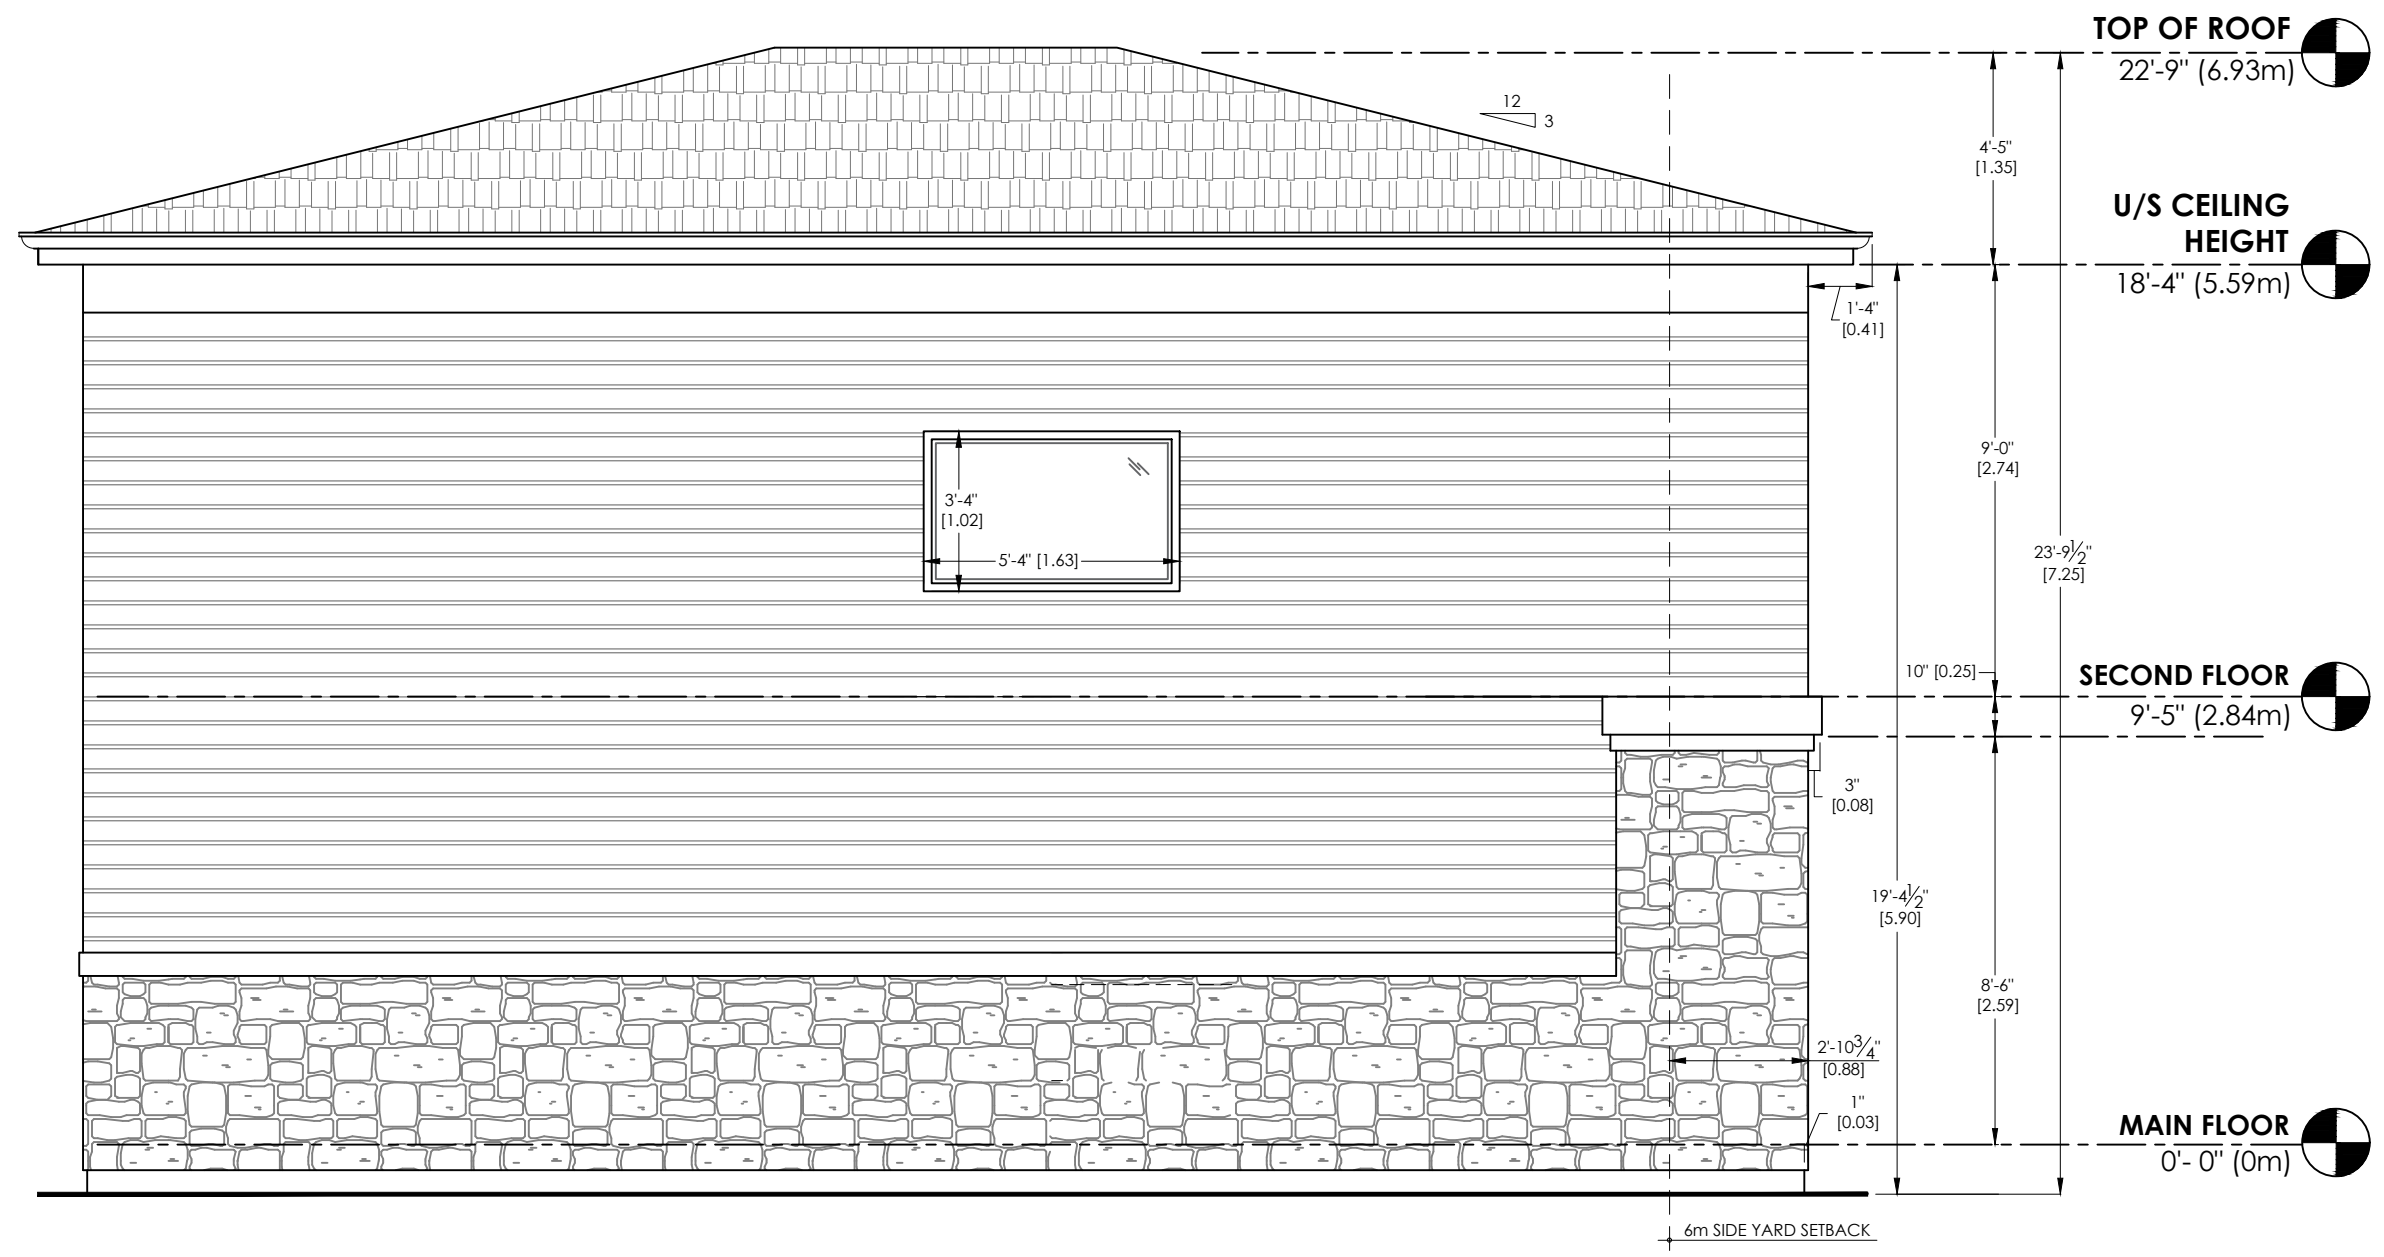 TOP OF ROOF
22'-9" (6.93m)
12
3
4'-5"
[1.35]
U/S CEILING
HEIGHT
18'-4" (5.59m)
1'-4"
[0.41]
9'-0"
[2.74]
3'-4"
[1.02]
5'-4" [1.63]
23'-9½"
[7.25]
10" [0.25]
SECOND FLOOR
9'-5" (2.84m)
3"
[0.08]
19'-4½"
[5.90]
8'-6"
[2.59]
2'-10¾"
[0.88]
1"
[0.03]
MAIN FLOOR
0'- 0" (0m)
6m SIDE YARD SETBACK